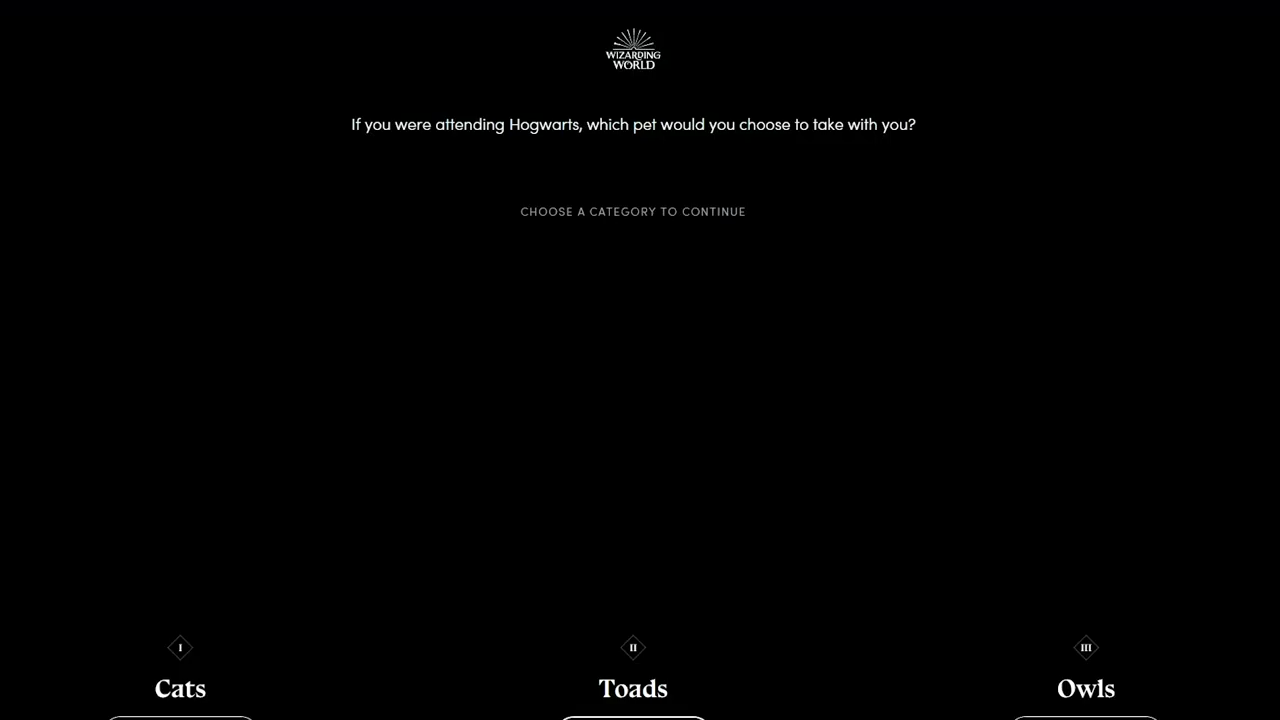 WIZARDING
WORLD
If you were attending Hogwarts, which pet would you choose to take with you?
CHOOSE A CATEGORY TO CONTINUE
I
II
III
Cats
Toads
Owls